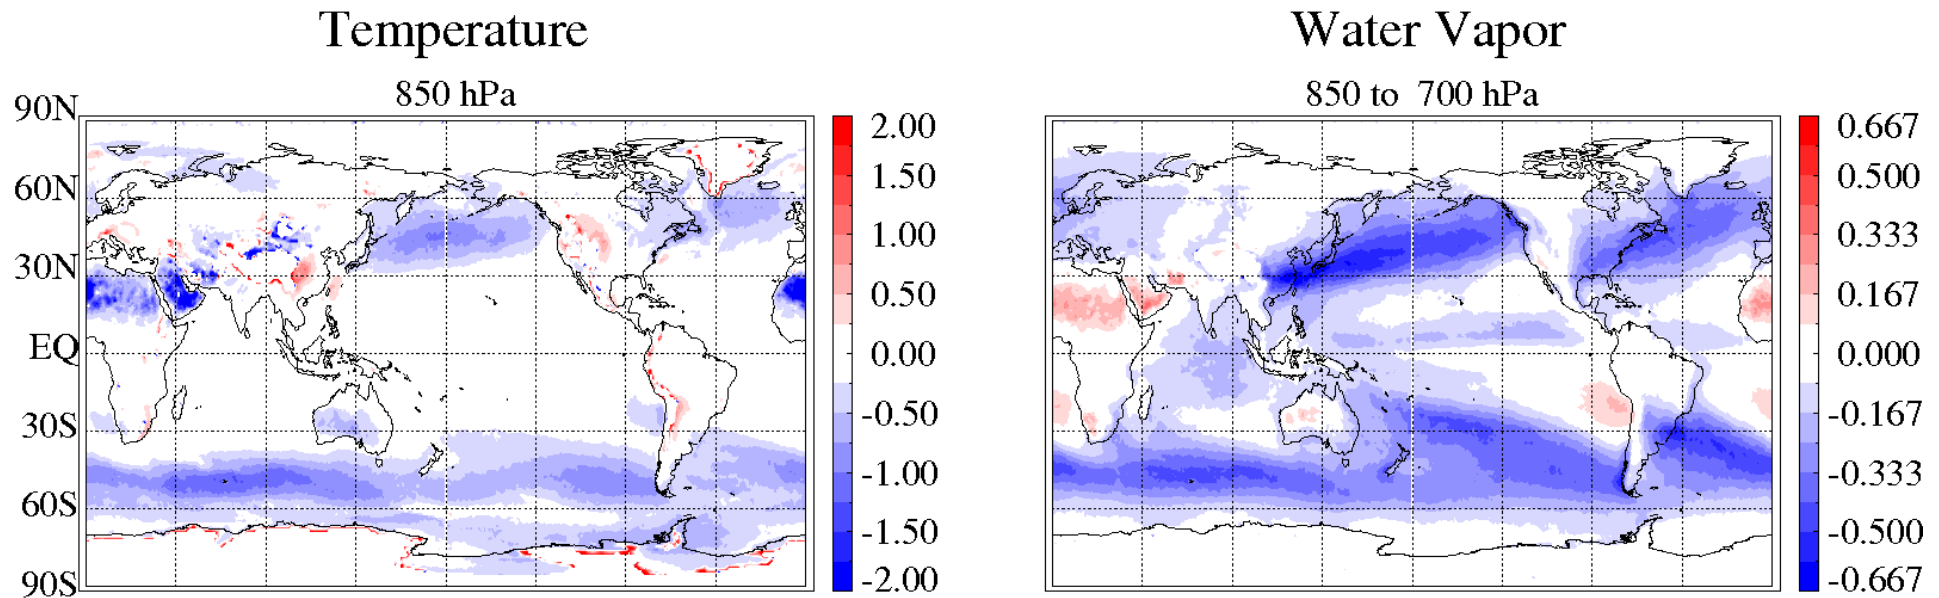 Temperature
Water Vapor
850 hPa
850 to 700 hPa
90N
60N
30N
EQ
30S
60S
90S
2.00
1.50
1.00
0.50
0.00
-0.50
-1.00
-1.50
-2.00
0.667
0.500
0.333
0.167
0.000
-0.167
-0.333
-0.500
-0.667